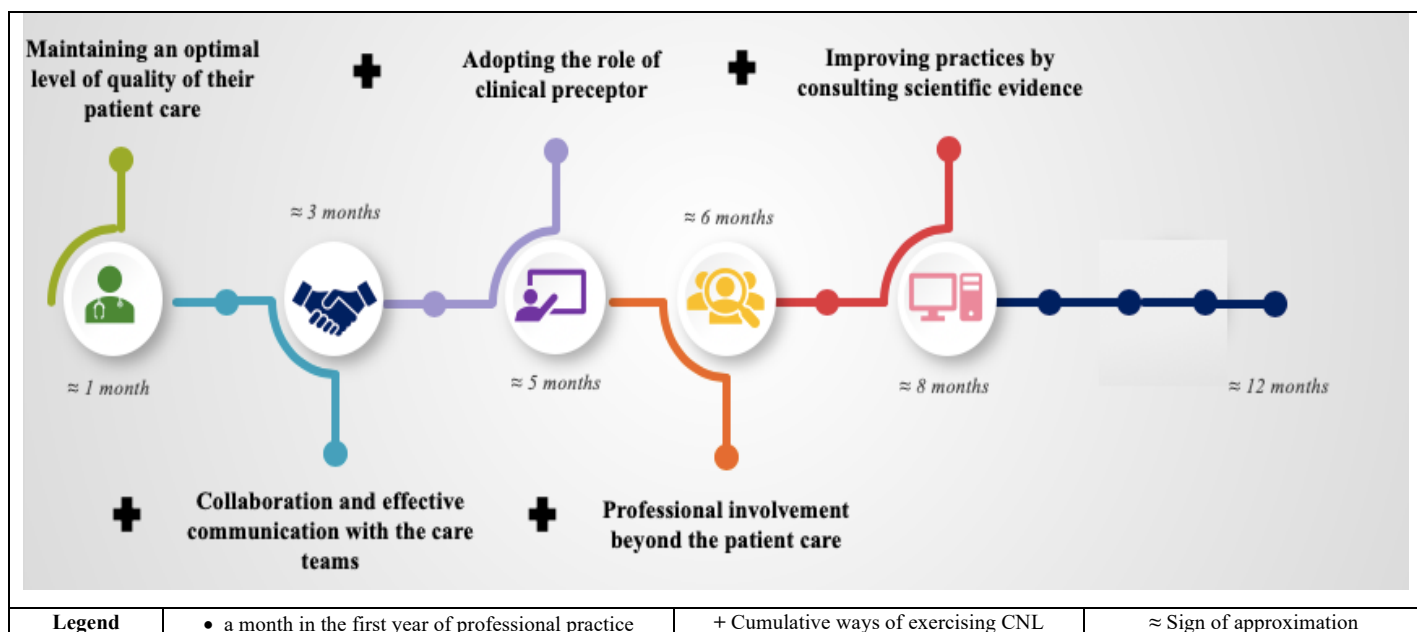 Maintaining an optimal
level of quality of their
patient care
+
Adopting the role of
clinical preceptor
+
Improving practices by
consulting scientific evidence
≈ 3 months
≈ 6 months
≈ 1 month
≈ 5 months
≈ 8 months
≈ 12 months
+
Collaboration and effective
communication with the care
teams
+
Professional involvement
beyond the patient care
Legend
• a month in the first year of professional practice
+ Cumulative ways of exercising CNL
≈ Sign of approximation